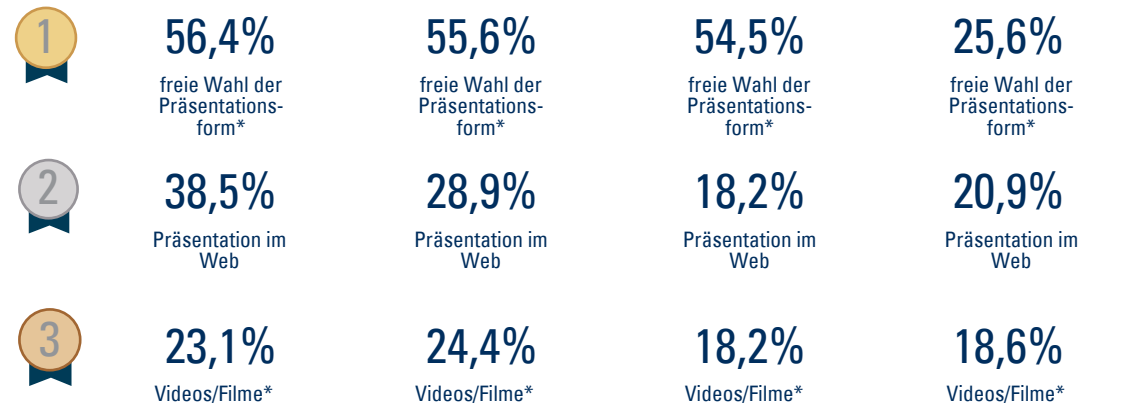 1
56,4% 55,6% 54,5% 25,6%
freie Wahl der freie Wahl der freie Wahl der freie Wahl der
Präsentations- Präsentations- Präsentations- Präsentations-
form* form* form* form*
2
38,5% 28,9% 18,2% 20,9%
Präsentation im Präsentation im Präsentation im Präsentation im
Web Web Web Web
3
23,1% 24,4% 18,2% 18,6%
Videos/Filme* Videos/Filme* Videos/Filme* Videos/Filme*